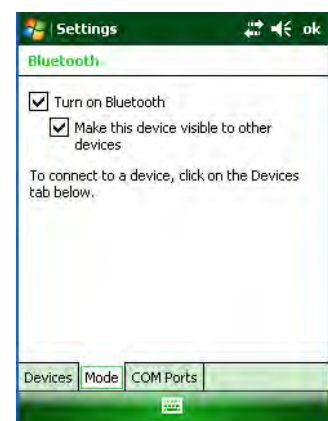 Settings ok
Bluetooth
Turn on Bluetooth
Make this device visible to other
devices
To connect to a device, click on the Devices
tab below.
Devices Mode COM Ports